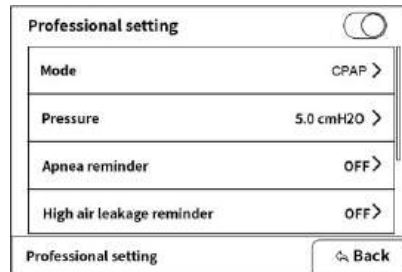 Professional setting
Mode CPAP >
Pressure 5.0 cmH2O >
Apnea reminder OFF>
High air leakage reminder OFF>
Professional setting Back